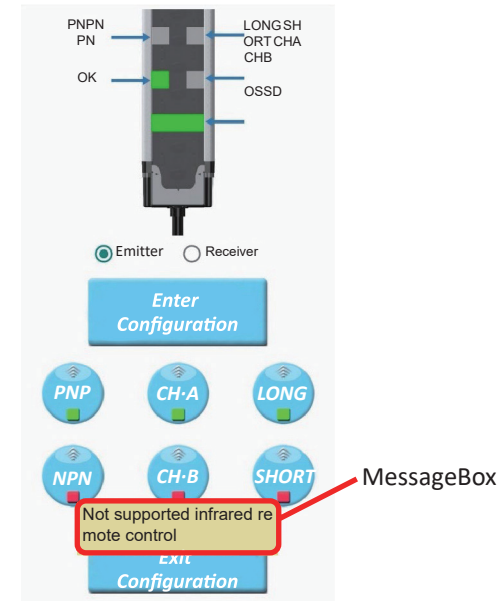 PNPN
PN
LONG SH
ORT CHA
CHB
OK
OSSD
Emitter
Receiver
Enter
Configuration
PNP
CH·A
LONG
NPN
CH·B
SHORT
MessageBox
Not supported infrared re
mote control
Exit
Configuration